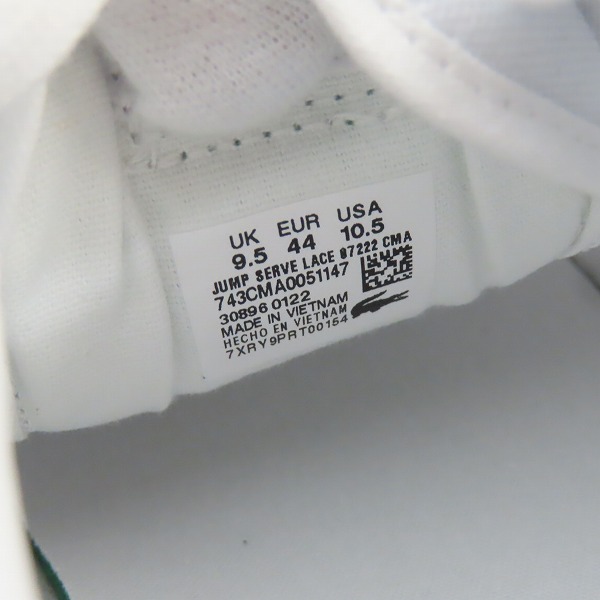 UK EUR USA
9.5 44 10.5
JUMP SERVE LACE 07222 CMA
743CMA0051147
30896 0122
MADE IN VIETNAM
HECHO EN VIETNAM
7XRY9PRT00154